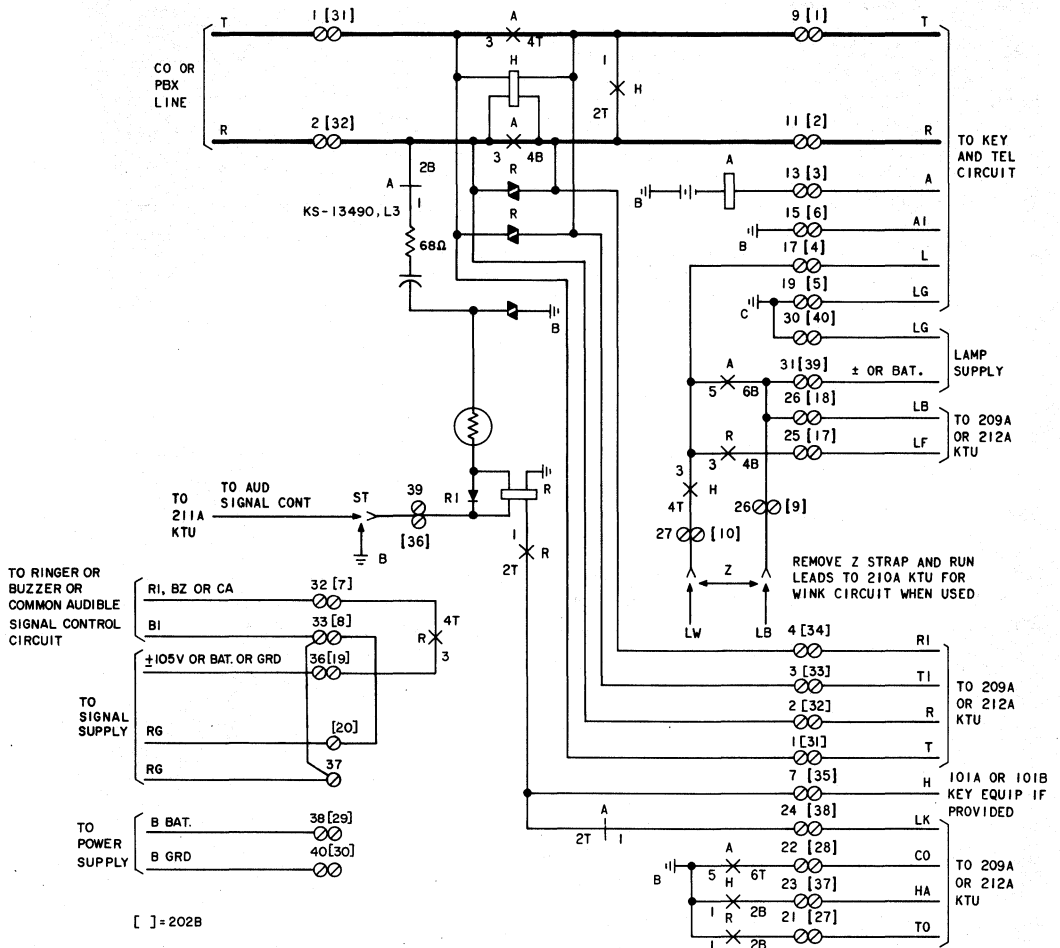 T
1 [31]
A
3
4T
9 [1]
T
CO OR
PBX
LINE
H
1
H
2T
R
2 [32]
A
3
4B
11 [2]
R
TO KEY
AND TEL
CIRCUIT
2B
A
1
KS-13490, L3
68Ω
R
R
B
A
B
13 [3]
A
15 [6]
A1
B
17 [4]
L
19 [5]
LG
C
30 [40]
LG
LAMP
SUPPLY
A
5
6B
31 [39]
± OR BAT.
26 [18]
LB
TO 209A
OR 212A
KTU
R
3
4B
25 [17]
LF
3
H
4T
26
[9]
27
[10]
TO
211A
KTU
TO AUD
SIGNAL CONT
ST
39
[36]
B
R1
R
1
R
2T
REMOVE Z STRAP AND RUN
LEADS TO 210A KTU FOR
WINK CIRCUIT WHEN USED
Z
LW
LB
TO RINGER OR
BUZZER OR
COMMON AUDIBLE
SIGNAL CONTROL
CIRCUIT
R1, BZ OR CA
32 [7]
B1
33 [8]
4T
R
3
±105V OR BAT. OR GRD
36 [19]
TO
SIGNAL
SUPPLY
RG
[20]
RG
37
4 [34]
R1
3 [33]
T1
2 [32]
R
1 [31]
T
TO 209A
OR 212A
KTU
7 [35]
H
101A OR 101B
KEY EQUIP IF
PROVIDED
A
2T
1
24 [38]
LK
TO
POWER
SUPPLY
B BAT.
38 [29]
B GRD
40 [30]
B
A
5
6T
22 [28]
CO
H
1
2B
23 [37]
HA
R
1
2B
21 [27]
TO
TO 209A
OR 212A
KTU
[ ] = 202B